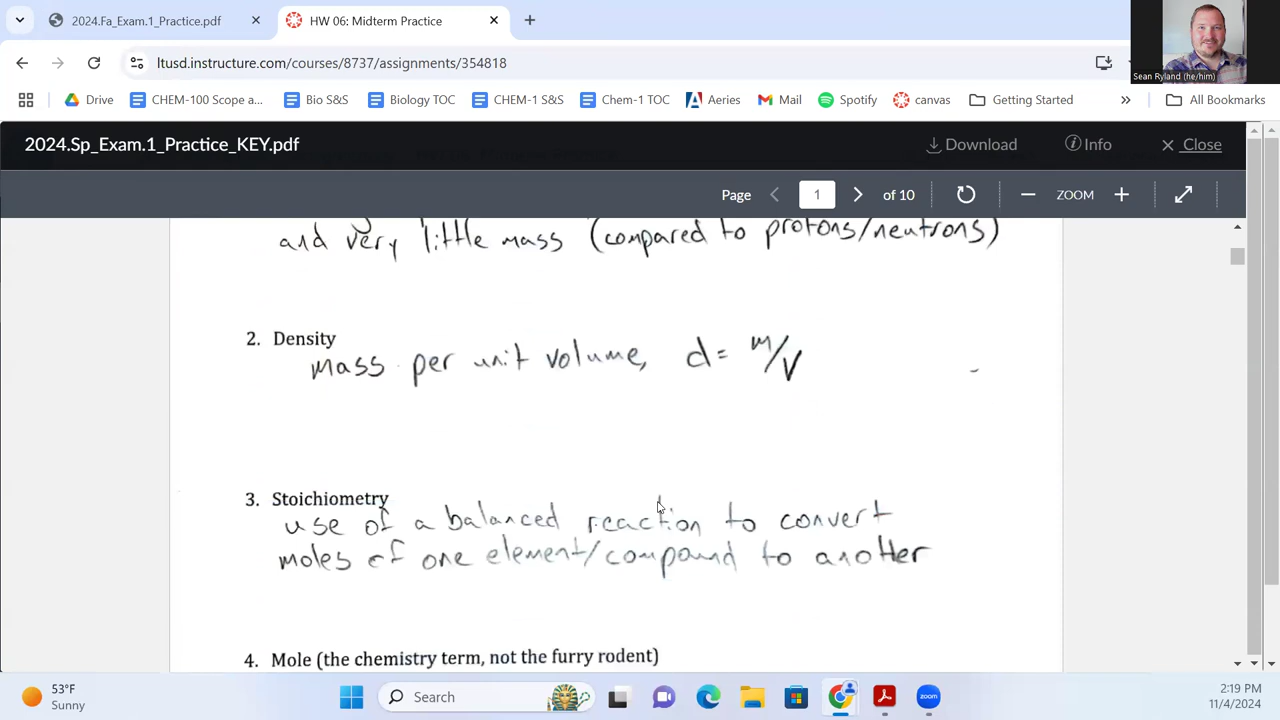 2024.Fa_Exam.1_Practice.pdf
HW 06: Midterm Practice
ltusd.instructure.com/courses/8737/assignments/354818
Sean Ryland (he/him)
Drive
CHEM-100 Scope a...
Bio S&S
Biology TOC
CHEM-1 S&S
Chem-1 TOC
Aeries
Mail
Spotify
canvas
Getting Started
All Bookmarks
2024.Sp_Exam.1_Practice_KEY.pdf
Download
Info
Close
Page 1 of 10
ZOOM
and very little mass (compared to protons/neutrons)
2. Density
mass per unit volume, d = m/V
3. Stoichiometry
use of a balanced reaction to convert
moles of one element/compound to another
4. Mole (the chemistry term, not the furry rodent)
53°F
Sunny
Search
zoom
2:19 PM
11/4/2024